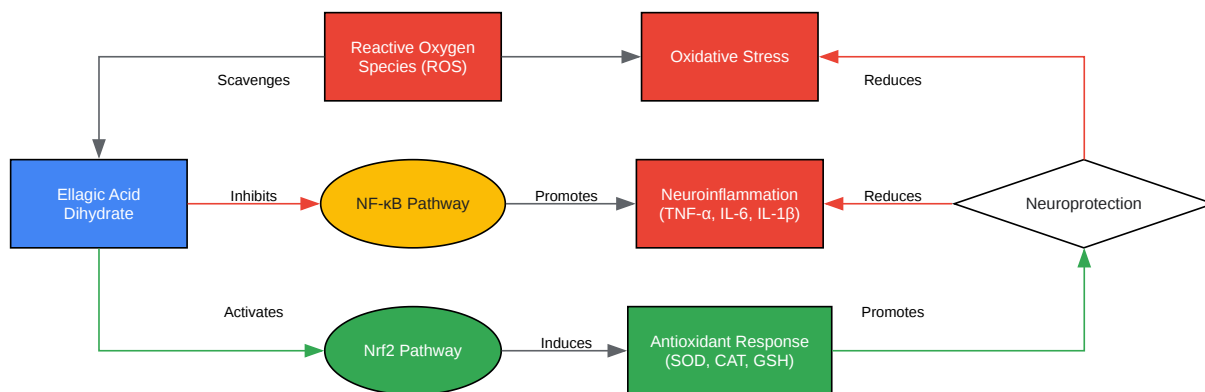 Reactive Oxygen
Species (ROS)
Oxidative Stress
Scavenges
Reduces
Ellagic Acid
Dihydrate
Inhibits
NF-κB Pathway
Promotes
Neuroinflammation
(TNF-α, IL-6, IL-1β)
Reduces
Neuroprotection
Activates
Promotes
Nrf2 Pathway
Induces
Antioxidant Response
(SOD, CAT, GSH)